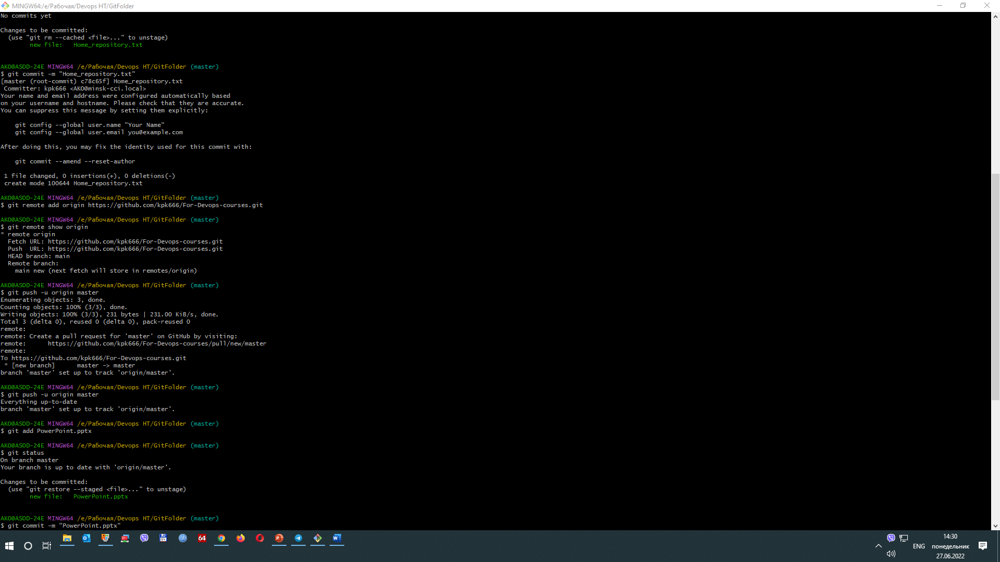 MINGW64:/e/Рабочая/Devops HT/GitFolder
No commits yet
Changes to be committed:
  (use "git rm --cached <file>..." to unstage)
        new file:   Home_repository.txt
AKO@ASOD-24E MINGW64 /e/Рабочая/Devops HT/GitFolder (master)
$ git commit -m "Home_repository.txt"
[master (root-commit) c78c65f] Home_repository.txt
 Committer: kpk666 <AKO@minsk-cci.local>
Your name and email address were configured automatically based
on your username and hostname. Please check that they are accurate.
You can suppress this message by setting them explicitly:
    git config --global user.name "Your Name"
    git config --global user.email you@example.com
After doing this, you may fix the identity used for this commit with:
    git commit --amend --reset-author
 1 file changed, 0 insertions(+), 0 deletions(-)
 create mode 100644 Home_repository.txt
AKO@ASOD-24E MINGW64 /e/Рабочая/Devops HT/GitFolder (master)
$ git remote add origin https://github.com/kpk666/For-Devops-courses.git
AKO@ASOD-24E MINGW64 /e/Рабочая/Devops HT/GitFolder (master)
$ git remote show origin
* remote origin
  Fetch URL: https://github.com/kpk666/For-Devops-courses.git
  Push  URL: https://github.com/kpk666/For-Devops-courses.git
  HEAD branch: main
  Remote branch:
    main new (next fetch will store in remotes/origin)
AKO@ASOD-24E MINGW64 /e/Рабочая/Devops HT/GitFolder (master)
$ git push -u origin master
Enumerating objects: 3, done.
Counting objects: 100% (3/3), done.
Writing objects: 100% (3/3), 231 bytes | 231.00 KiB/s, done.
Total 3 (delta 0), reused 0 (delta 0), pack-reused 0
remote:
remote: Create a pull request for 'master' on GitHub by visiting:
remote:      https://github.com/kpk666/For-Devops-courses/pull/new/master
remote:
To https://github.com/kpk666/For-Devops-courses.git
 * [new branch]      master -> master
branch 'master' set up to track 'origin/master'.
AKO@ASOD-24E MINGW64 /e/Рабочая/Devops HT/GitFolder (master)
$ git push -u origin master
Everything up-to-date
branch 'master' set up to track 'origin/master'.
AKO@ASOD-24E MINGW64 /e/Рабочая/Devops HT/GitFolder (master)
$ git add PowerPoint.pptx
AKO@ASOD-24E MINGW64 /e/Рабочая/Devops HT/GitFolder (master)
$ git status
On branch master
Your branch is up to date with 'origin/master'.
Changes to be committed:
  (use "git restore --staged <file>..." to unstage)
        new file:   PowerPoint.pptx
AKO@ASOD-24E MINGW64 /e/Рабочая/Devops HT/GitFolder (master)
$ git commit -m "PowerPoint.pptx"
64
14:30
ENG понедельник
27.06.2022